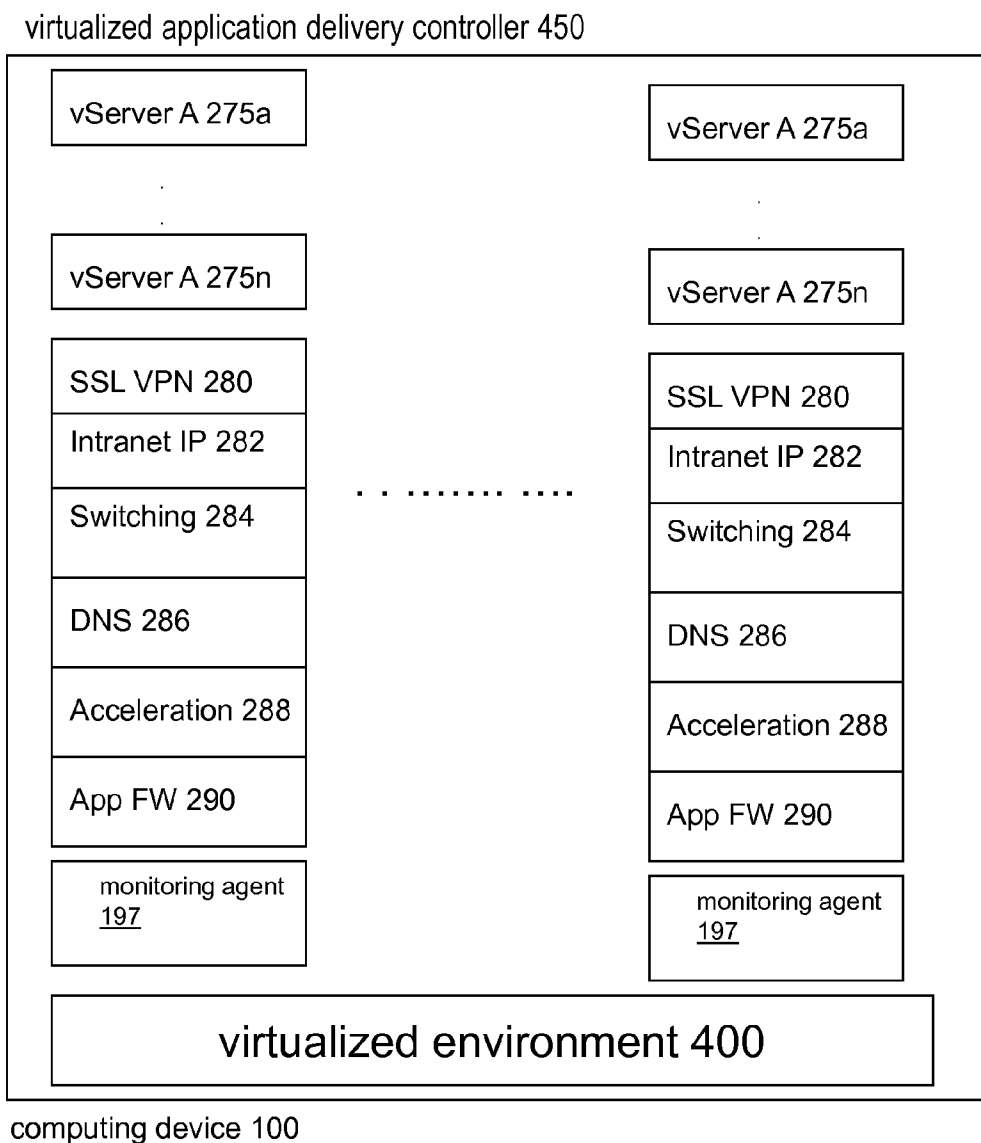 virtualized application delivery controller 450
vServer A 275a
.
.
vServer A 275n
SSL VPN 280
Intranet IP 282
Switching 284
DNS 286
Acceleration 288
App FW 290
monitoring agent
197
. . ....... ....
vServer A 275a
.
.
vServer A 275n
SSL VPN 280
Intranet IP 282
Switching 284
DNS 286
Acceleration 288
App FW 290
monitoring agent
197
virtualized environment 400
computing device 100